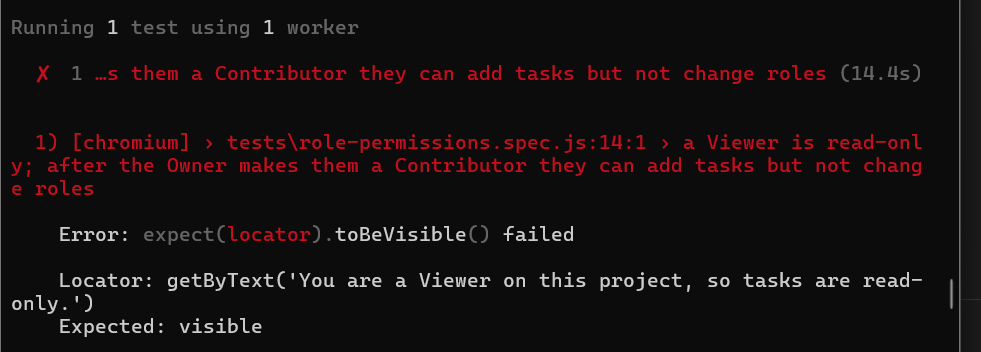 Running 1 test using 1 worker
✗ 1 …s them a Contributor they can add tasks but not change roles (14.4s)
1) [chromium] › tests\role-permissions.spec.js:14:1 › a Viewer is read-onl
y; after the Owner makes them a Contributor they can add tasks but not chang
e roles
Error: expect(locator).toBeVisible() failed
Locator: getByText('You are a Viewer on this project, so tasks are read-
only.')
Expected: visible